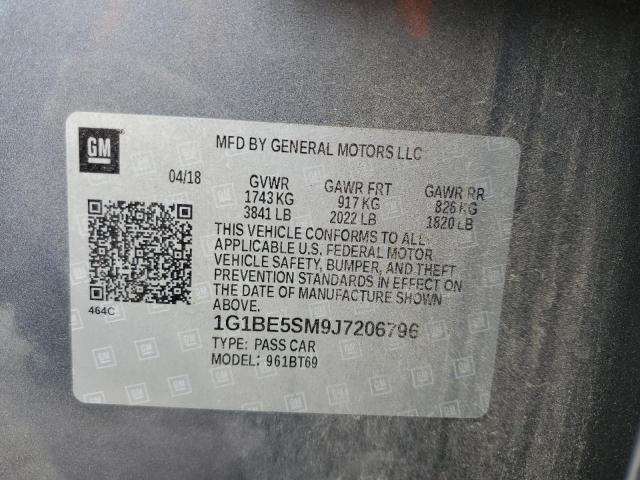 GM
MFD BY GENERAL MOTORS LLC
04/18 GVWR GAWR FRT GAWR RR
1743 KG 917 KG 826 KG
3841 LB 2022 LB 1820 LB
THIS VEHICLE CONFORMS TO ALL
APPLICABLE U.S. FEDERAL MOTOR
VEHICLE SAFETY, BUMPER, AND THEFT
PREVENTION STANDARDS IN EFFECT ON
THE DATE OF MANUFACTURE SHOWN
ABOVE.
464C
1G1BE5SM9J7206796
TYPE: PASS CAR
MODEL: 961BT69